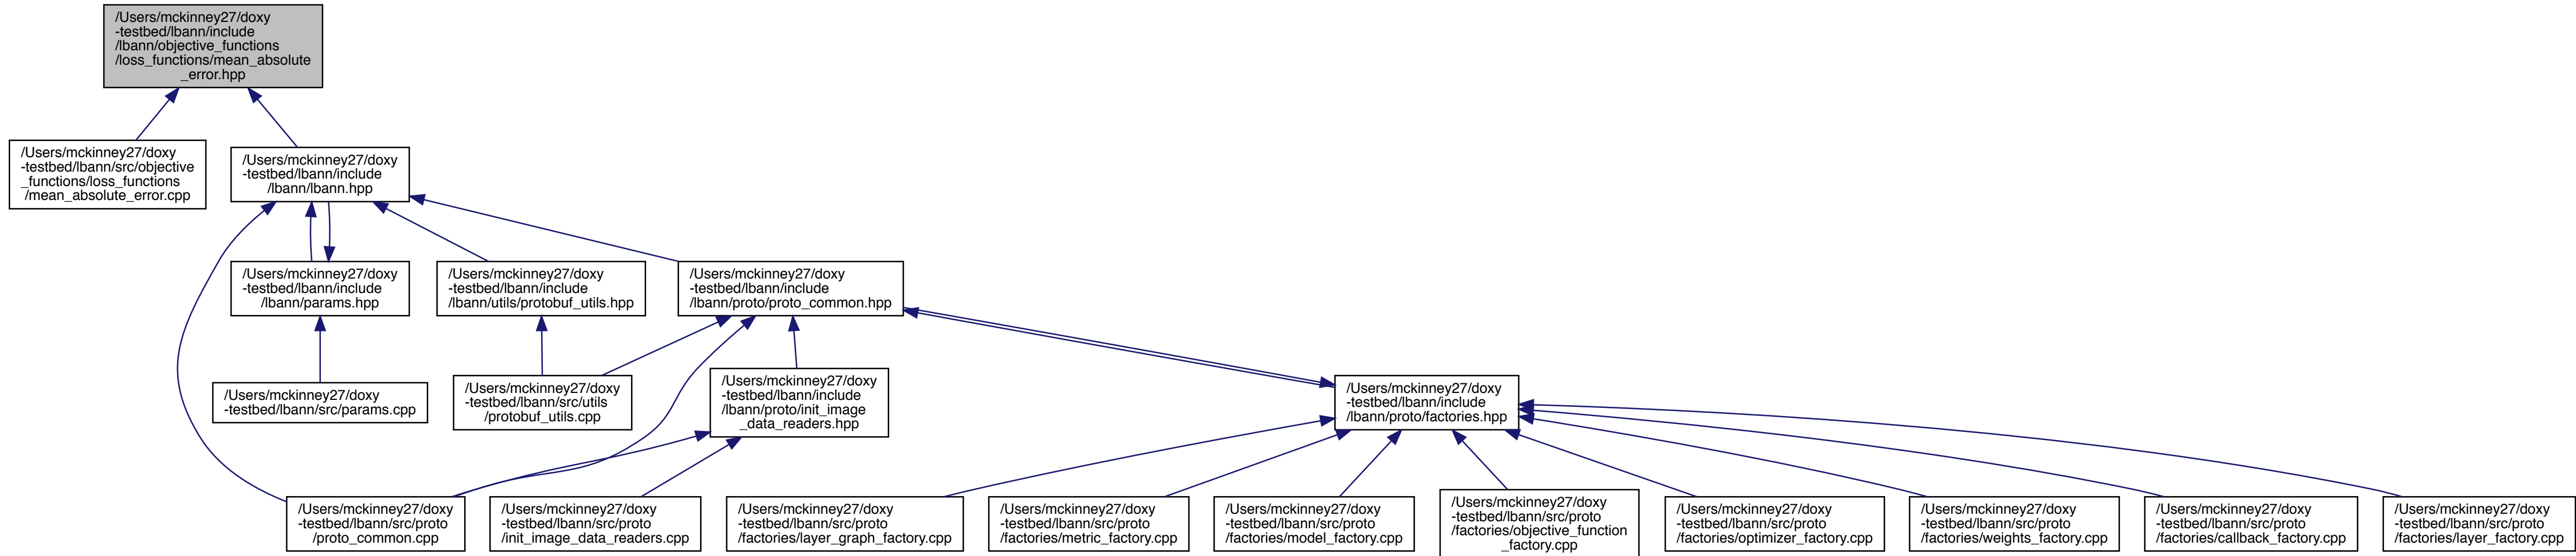 /Users/mckinney27/doxy
-testbed/lbann/include
/lbann/objective_functions
/loss_functions/mean_absolute
_error.hpp
/Users/mckinney27/doxy
-testbed/lbann/src/objective
_functions/loss_functions
/mean_absolute_error.cpp
/Users/mckinney27/doxy
-testbed/lbann/include
/lbann/lbann.hpp
/Users/mckinney27/doxy
-testbed/lbann/include
/lbann/params.hpp
/Users/mckinney27/doxy
-testbed/lbann/include
/lbann/utils/protobuf_utils.hpp
/Users/mckinney27/doxy
-testbed/lbann/include
/lbann/proto/proto_common.hpp
/Users/mckinney27/doxy
-testbed/lbann/src/params.cpp
/Users/mckinney27/doxy
-testbed/lbann/src/utils
/protobuf_utils.cpp
/Users/mckinney27/doxy
-testbed/lbann/include
/lbann/proto/init_image
_data_readers.hpp
/Users/mckinney27/doxy
-testbed/lbann/include
/lbann/proto/factories.hpp
/Users/mckinney27/doxy
-testbed/lbann/src/proto
/proto_common.cpp
/Users/mckinney27/doxy
-testbed/lbann/src/proto
/init_image_data_readers.cpp
/Users/mckinney27/doxy
-testbed/lbann/src/proto
/factories/layer_graph_factory.cpp
/Users/mckinney27/doxy
-testbed/lbann/src/proto
/factories/metric_factory.cpp
/Users/mckinney27/doxy
-testbed/lbann/src/proto
/factories/model_factory.cpp
/Users/mckinney27/doxy
-testbed/lbann/src/proto
/factories/objective_function
_factory.cpp
/Users/mckinney27/doxy
-testbed/lbann/src/proto
/factories/optimizer_factory.cpp
/Users/mckinney27/doxy
-testbed/lbann/src/proto
/factories/weights_factory.cpp
/Users/mckinney27/doxy
-testbed/lbann/src/proto
/factories/callback_factory.cpp
/Users/mckinney27/doxy
-testbed/lbann/src/proto
/factories/layer_factory.cpp